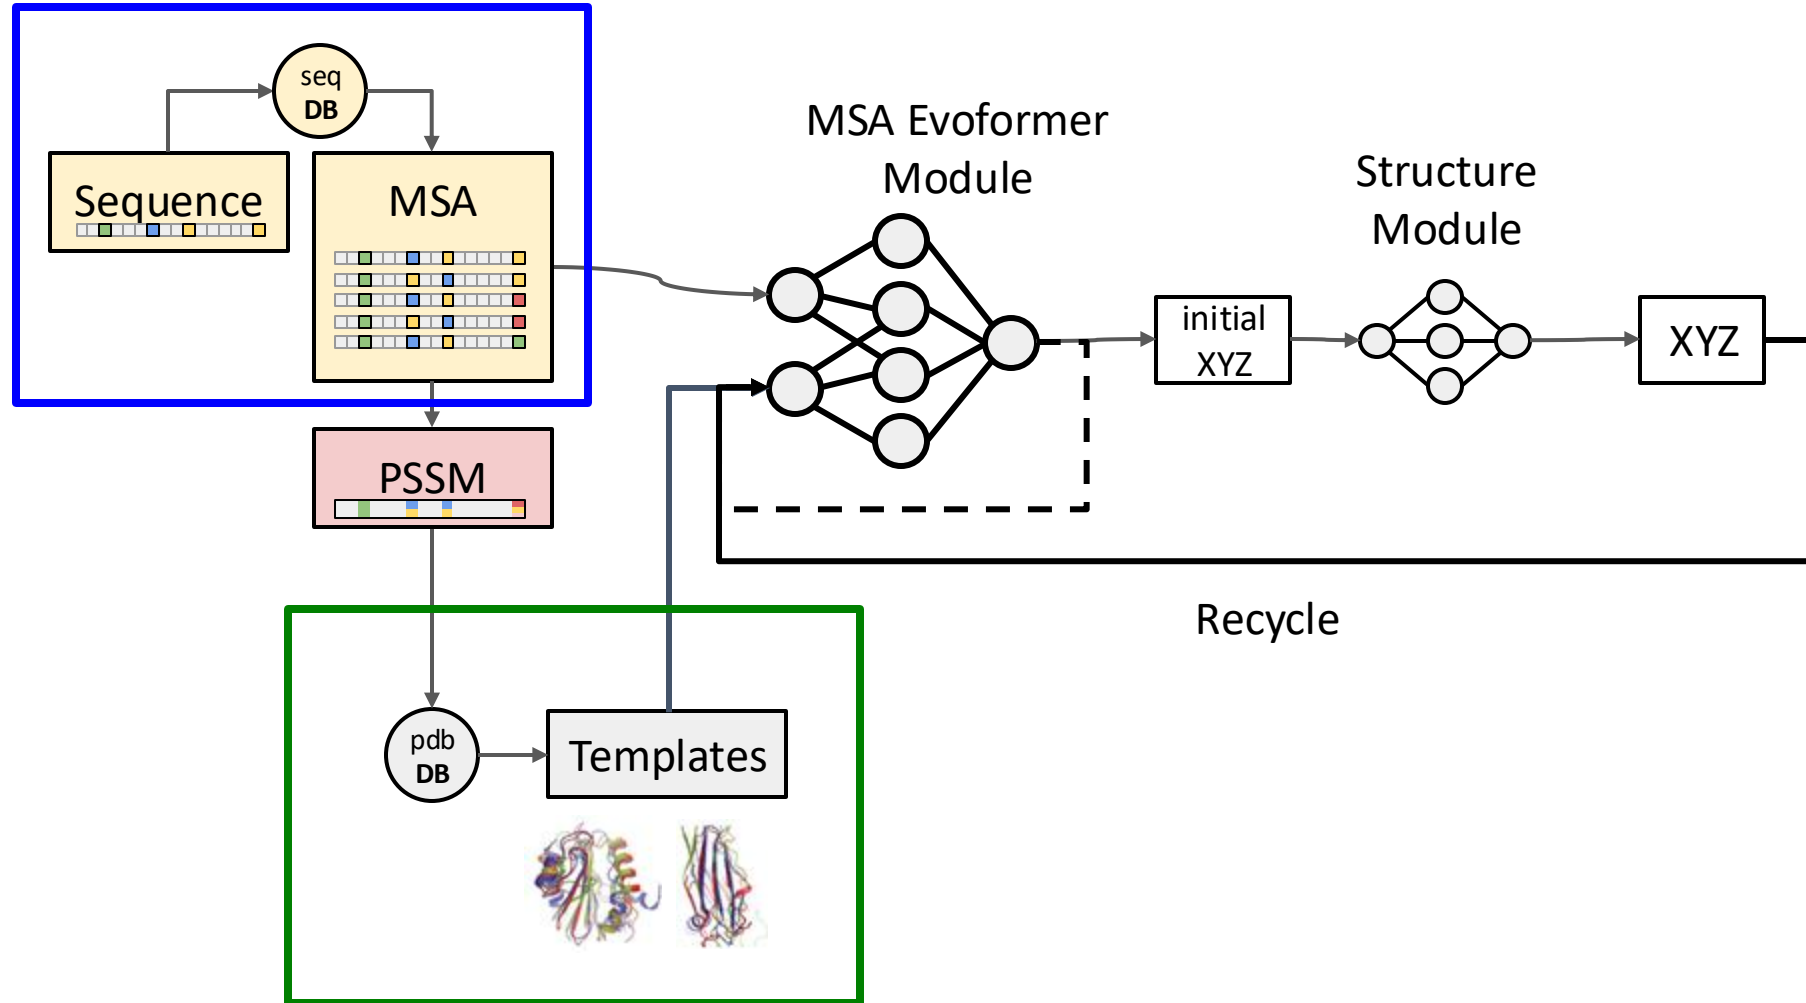 seq
DB
Sequence
MSA
MSA Evoformer
Module
Structure
Module
initial
XYZ
XYZ
PSSM
Recycle
pdb
DB
Templates